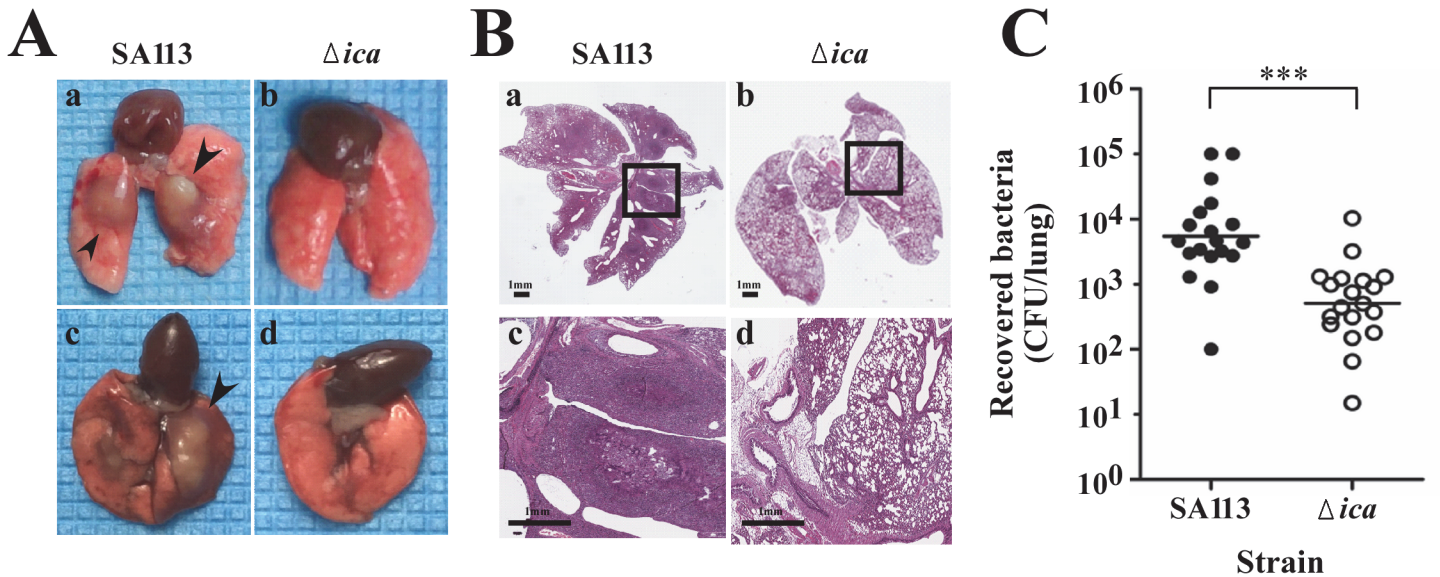 A
SA113
Δica
a
b
c
d
B
SA113
Δica
a
b
1mm
1mm
c
d
1mm
1mm
C
***
10⁶
10⁵
10⁴
10³
10²
10¹
10⁰
Recovered bacteria
(CFU/lung)
SA113
Δica
Strain